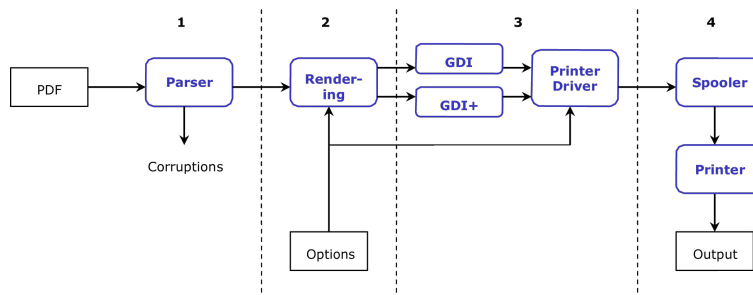 1
2
3
4
PDF
Parser
Render-
ing
GDI
GDI+
Printer
Driver
Spooler
Corruptions
Printer
Options
Output